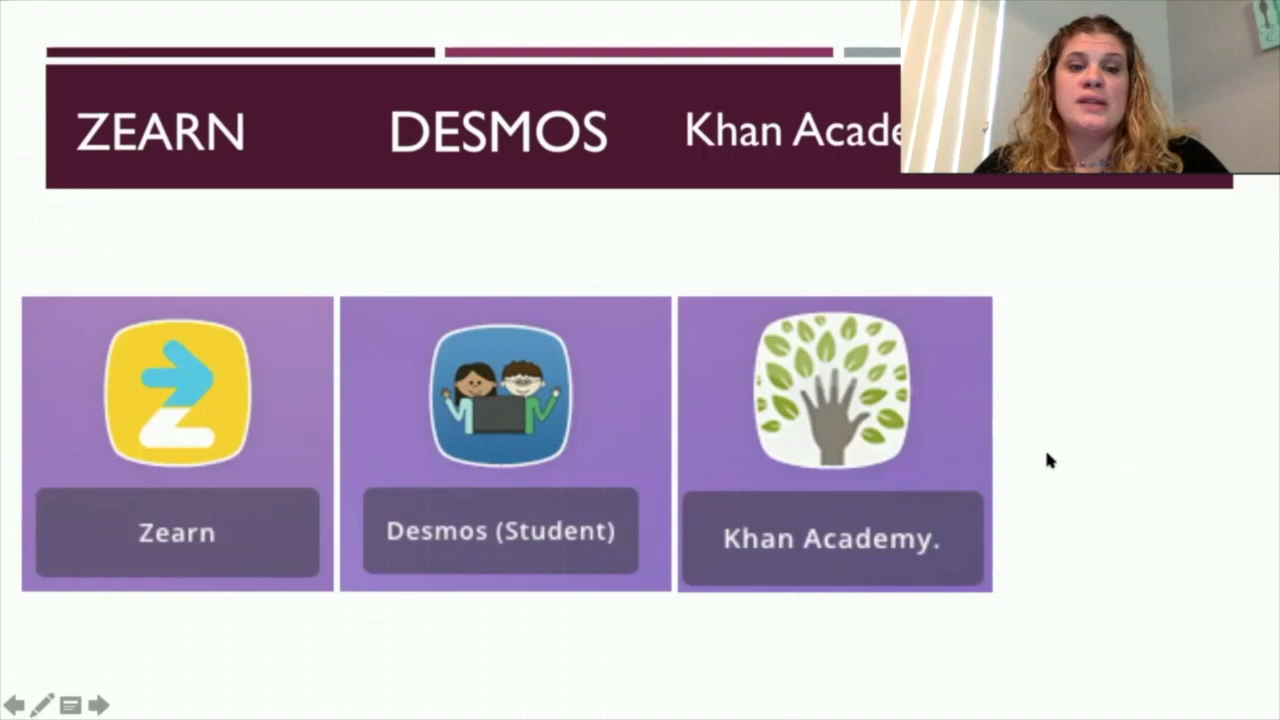 ZEARN DESMOS Khan Acade
Zearn
Desmos (Student)
Khan Academy.